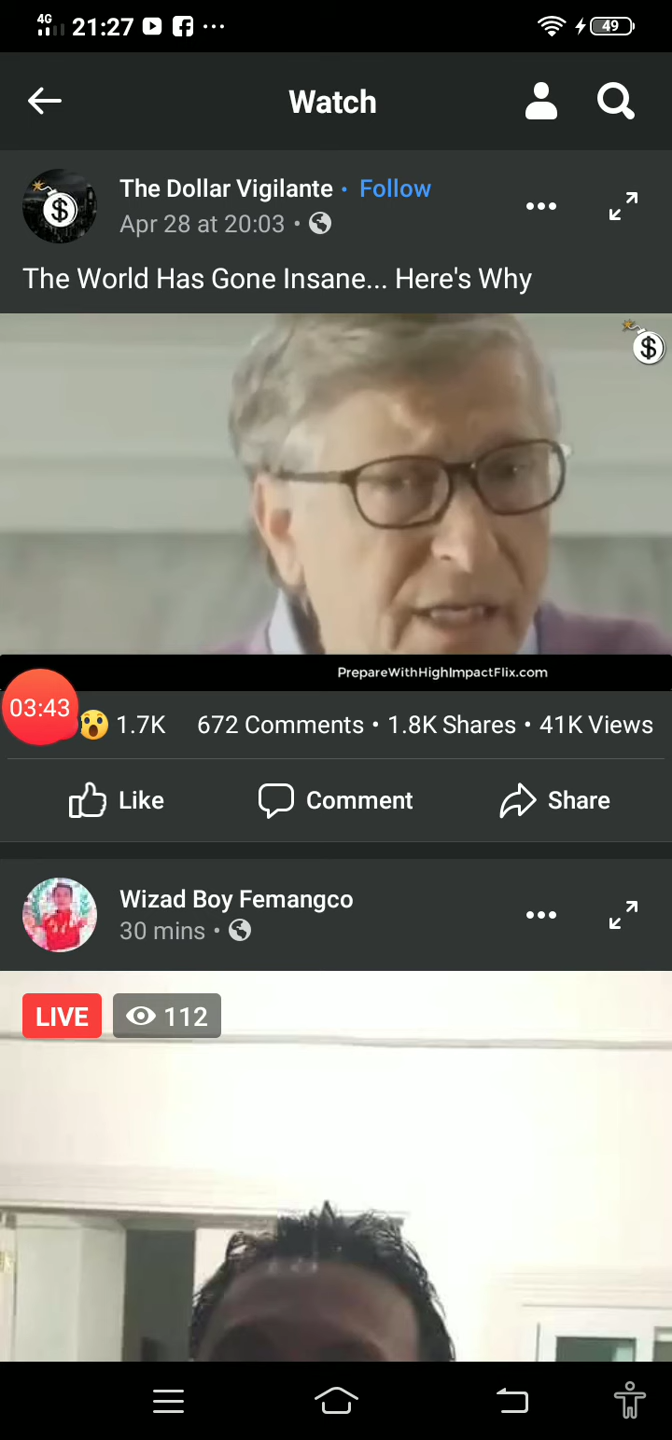 4G 21:27 49
Watch
$
The Dollar Vigilante • Follow
Apr 28 at 20:03 •
The World Has Gone Insane... Here's Why
$
PrepareWithHighImpactFlix.com
03:43
1.7K 672 Comments • 1.8K Shares • 41K Views
Like Comment Share
Wizad Boy Femangco
30 mins •
LIVE 112